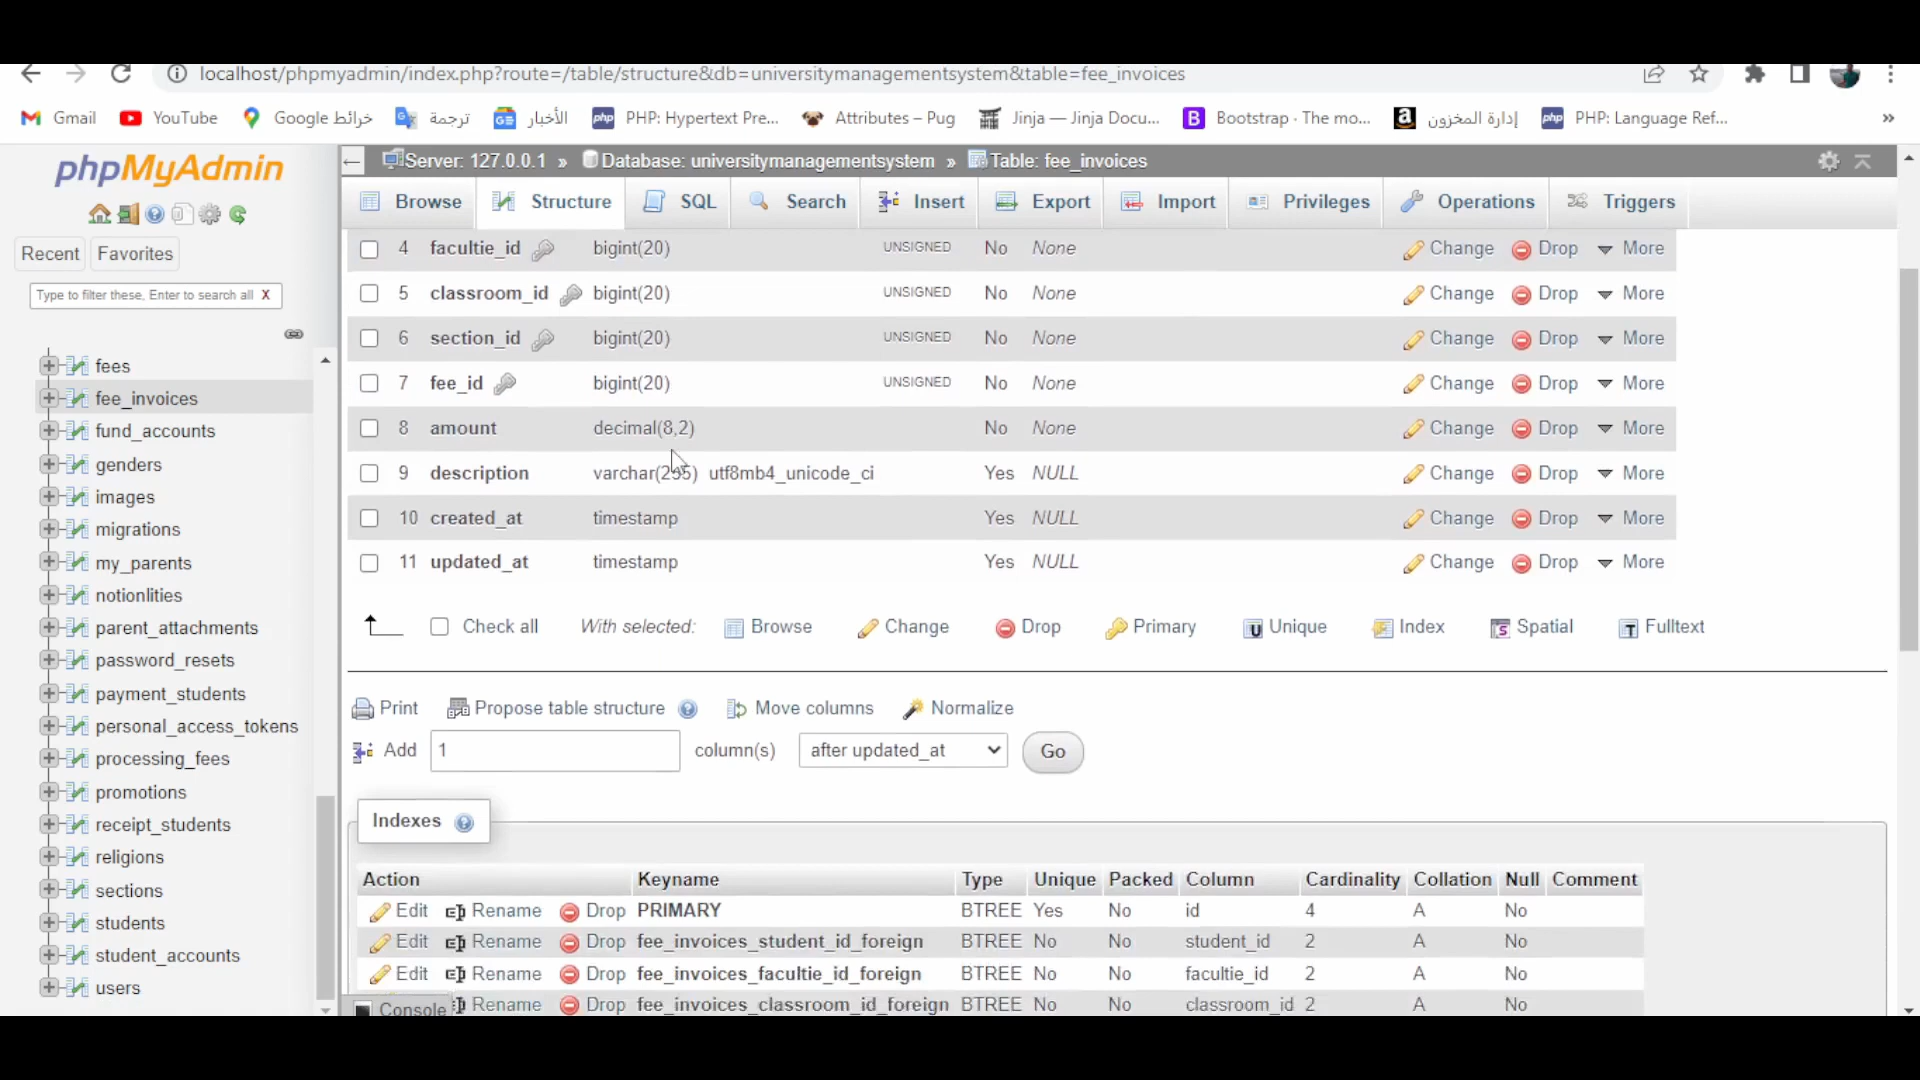 localhost/phpmyadmin/index.php?route=/table/structure&db=universitymanagementsystem&table=fee_invoices
Gmail YouTube خرائط Google ترجمة الأخبار PHP: Hypertext Pre... Attributes – Pug Jinja — Jinja Docu... Bootstrap · The mo... إدارة المخزون PHP: Language Ref... »
phpMyAdmin
Recent Favorites
Type to filter these, Enter to search all X
fees
fee_invoices
fund_accounts
genders
images
migrations
my_parents
notionlities
parent_attachments
password_resets
payment_students
personal_access_tokens
processing_fees
promotions
receipt_students
religions
sections
students
student_accounts
users
Server: 127.0.0.1 » Database: universitymanagementsystem » Table: fee_invoices
Browse Structure SQL Search Insert Export Import Privileges Operations Triggers
4 facultie_id bigint(20) UNSIGNED No None Change Drop More
5 classroom_id bigint(20) UNSIGNED No None Change Drop More
6 section_id bigint(20) UNSIGNED No None Change Drop More
7 fee_id bigint(20) UNSIGNED No None Change Drop More
8 amount decimal(8,2) No None Change Drop More
9 description varchar(255) utf8mb4_unicode_ci Yes NULL Change Drop More
10 created_at timestamp Yes NULL Change Drop More
11 updated_at timestamp Yes NULL Change Drop More
Check all With selected: Browse Change Drop Primary Unique Index Spatial Fulltext
Print Propose table structure Move columns Normalize
Add 1 column(s) after updated_at Go
Indexes
Action Keyname Type Unique Packed Column Cardinality Collation Null Comment
Edit Rename Drop PRIMARY BTREE Yes No id 4 A No
Edit Rename Drop fee_invoices_student_id_foreign BTREE No No student_id 2 A No
Edit Rename Drop fee_invoices_facultie_id_foreign BTREE No No facultie_id 2 A No
Console Rename Drop fee_invoices_classroom_id_foreign BTREE No No classroom_id 2 A No